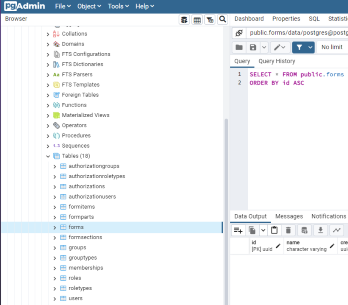 pgAdmin File Object Tools Help
Browser
Collations
Domains
FTS Configurations
FTS Dictionaries
FTS Parsers
FTS Templates
Foreign Tables
Functions
Materialized Views
Operators
Procedures
Sequences
Tables (18)
authorizationgroups
authorizationroletypes
authorizations
authorizationusers
formitems
formparts
forms
formsections
groups
grouptypes
memberships
roles
roletypes
users
Dashboard Properties SQL Statisti
public.forms/data/postgres@postg
No limit
Query Query History
1 SELECT * FROM public.forms
2 ORDER BY id ASC
Data Output Messages Notifications
id name cre
[PK] uuid character varying uui